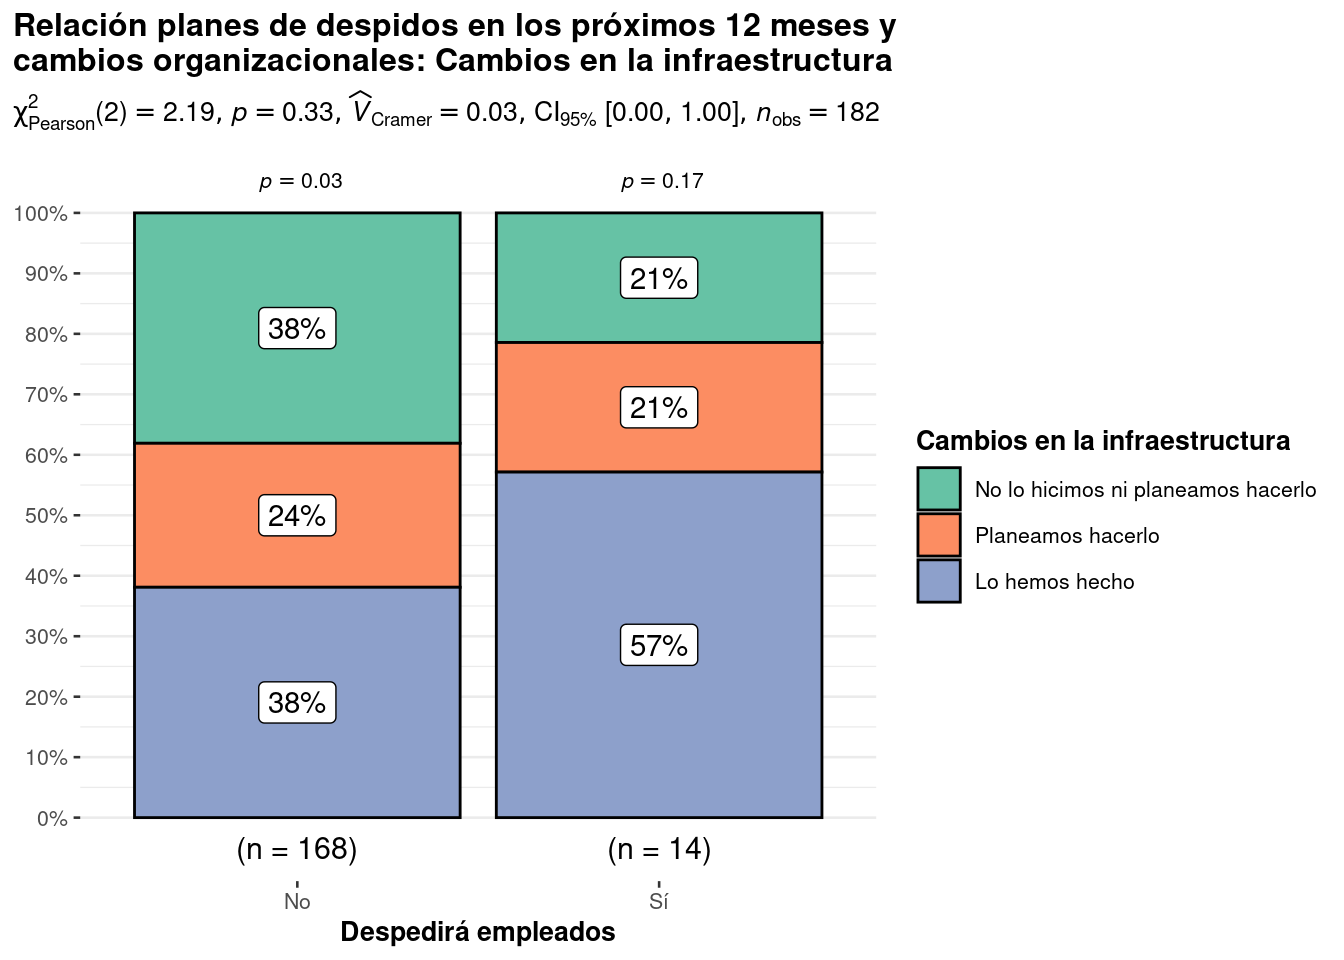 Relación planes de despidos en los próximos 12 meses y
cambios organizacionales: Cambios en la infraestructura
χ²Pearson(2) = 2.19, p = 0.33, V̂Cramer = 0.03, CI95% [0.00, 1.00], nobs = 182
p = 0.03
p = 0.17
100%
90%
80%
70%
60%
50%
40%
30%
20%
10%
0%
38%
24%
38%
21%
21%
57%
(n = 168)
(n = 14)
No
Sí
Despedirá empleados
Cambios en la infraestructura
No lo hicimos ni planeamos hacerlo
Planeamos hacerlo
Lo hemos hecho